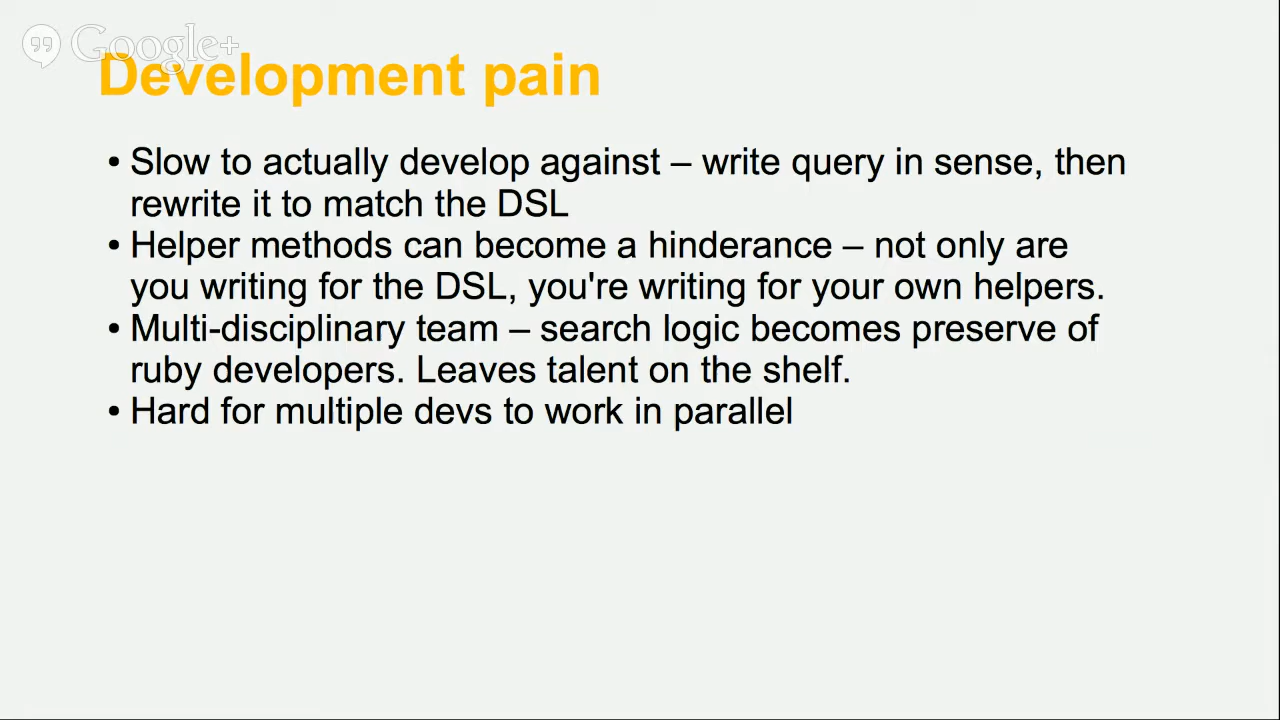 Google+
Development pain
• Slow to actually develop against – write query in sense, then
rewrite it to match the DSL
• Helper methods can become a hinderance – not only are
you writing for the DSL, you're writing for your own helpers.
• Multi-disciplinary team – search logic becomes preserve of
ruby developers. Leaves talent on the shelf.
• Hard for multiple devs to work in parallel